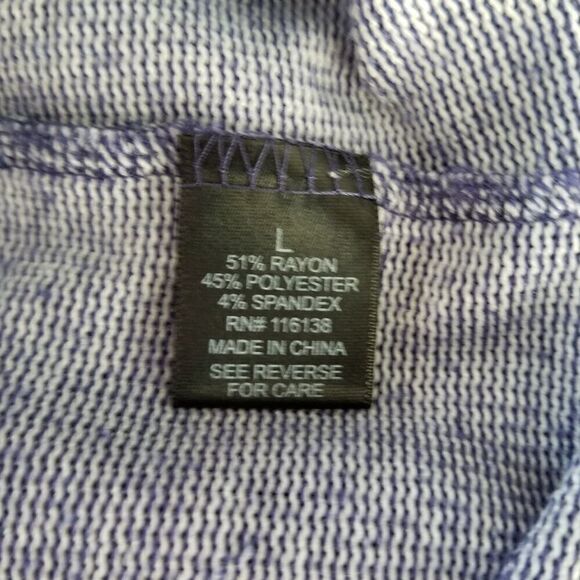 L
51% RAYON
45% POLYESTER
4% SPANDEX
RN# 116138
MADE IN CHINA
SEE REVERSE
FOR CARE